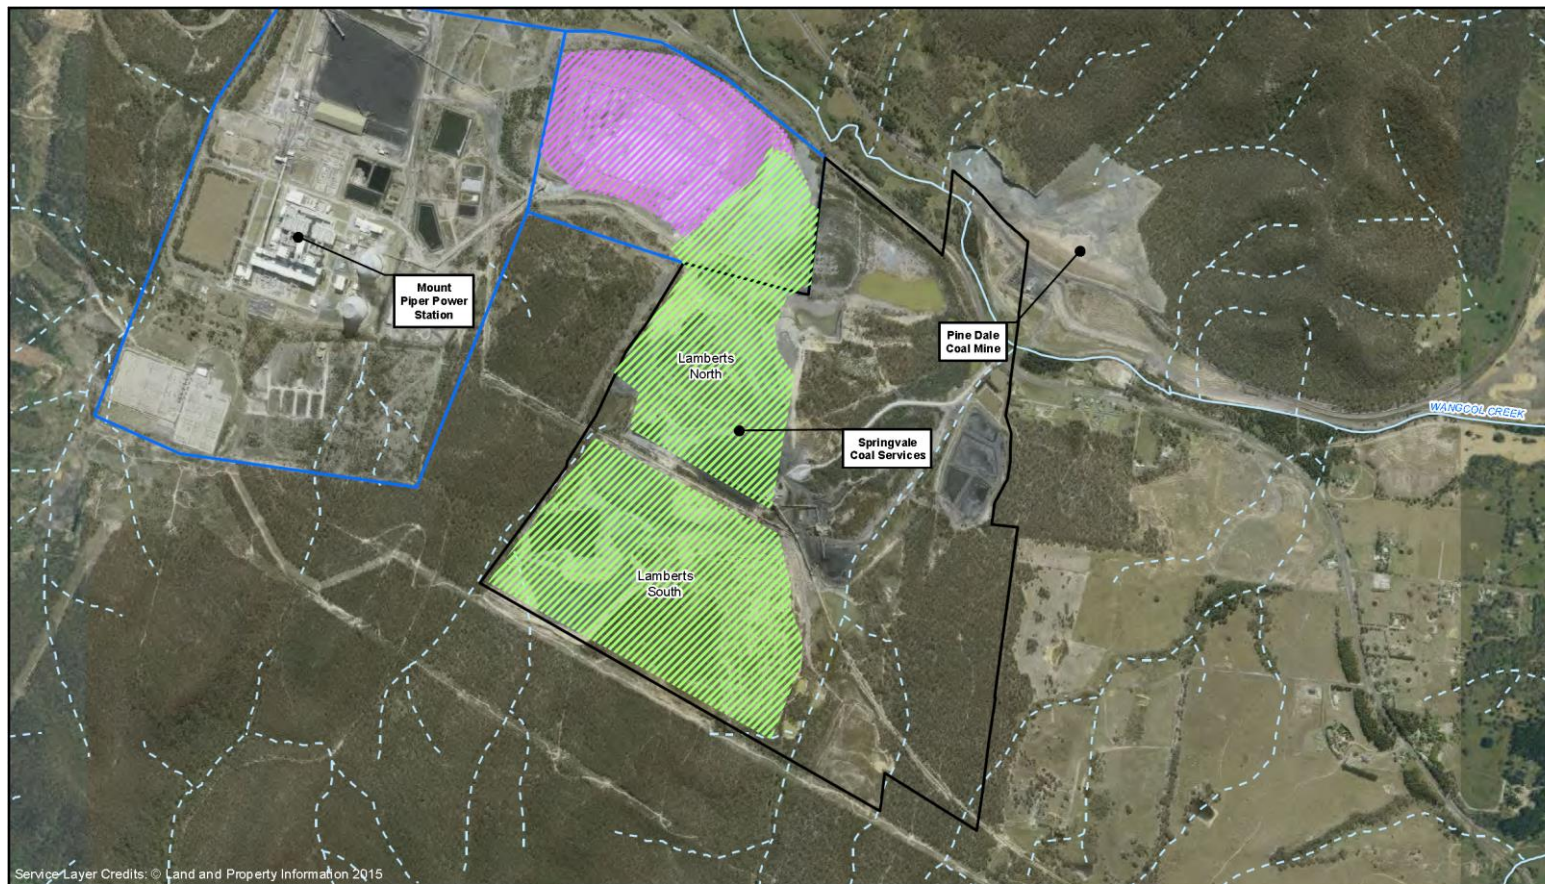 Mount
Piper Power
Station
Lamberts
North
Pine Dale
Coal Mine
WANGCOL CREEK
Springvale
Coal Services
Lamberts
South
Service Layer Credits: © Land and Property Information 2015